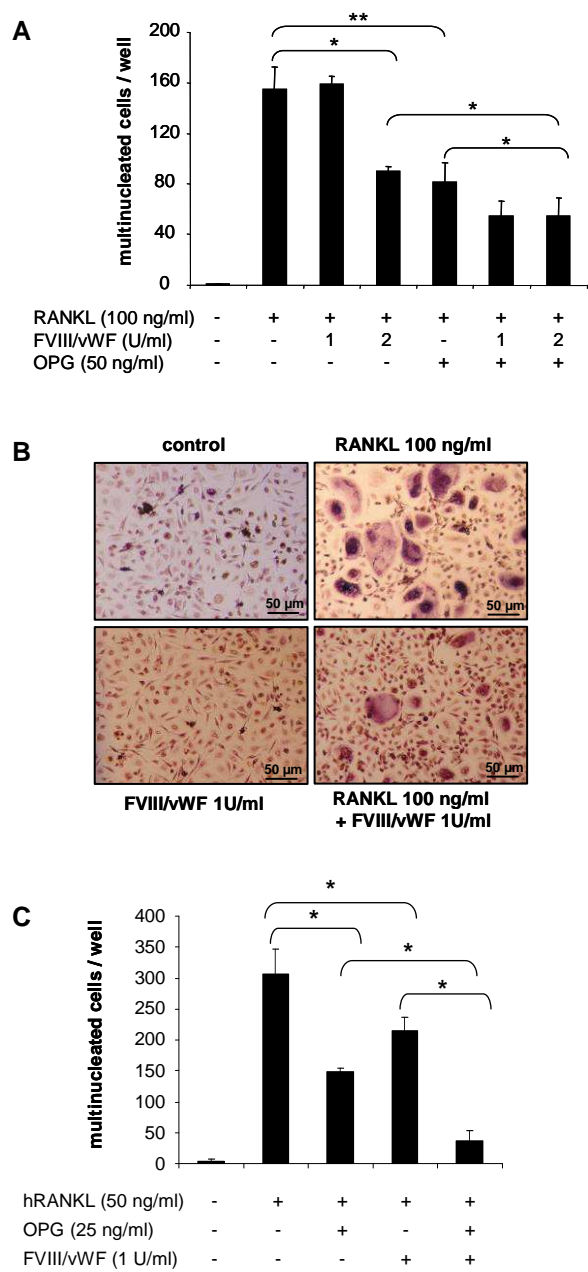 A
multinucleated cells / well
200
160
120
80
40
0
**
*
*
*
RANKL (100 ng/ml) - + + + + + +
FVIII/vWF (U/ml) - - 1 2 - 1 2
OPG (50 ng/ml) - - - - + + +
B
control RANKL 100 ng/ml
50 µm 50 µm
50 µm 50 µm
FVIII/vWF 1U/ml RANKL 100 ng/ml
+ FVIII/vWF 1U/ml
C
multinucleated cells / well
400
350
300
250
200
150
100
50
0
*
*
*
*
hRANKL (50 ng/ml) - + + + +
OPG (25 ng/ml) - - + - +
FVIII/vWF (1 U/ml) - - - + +